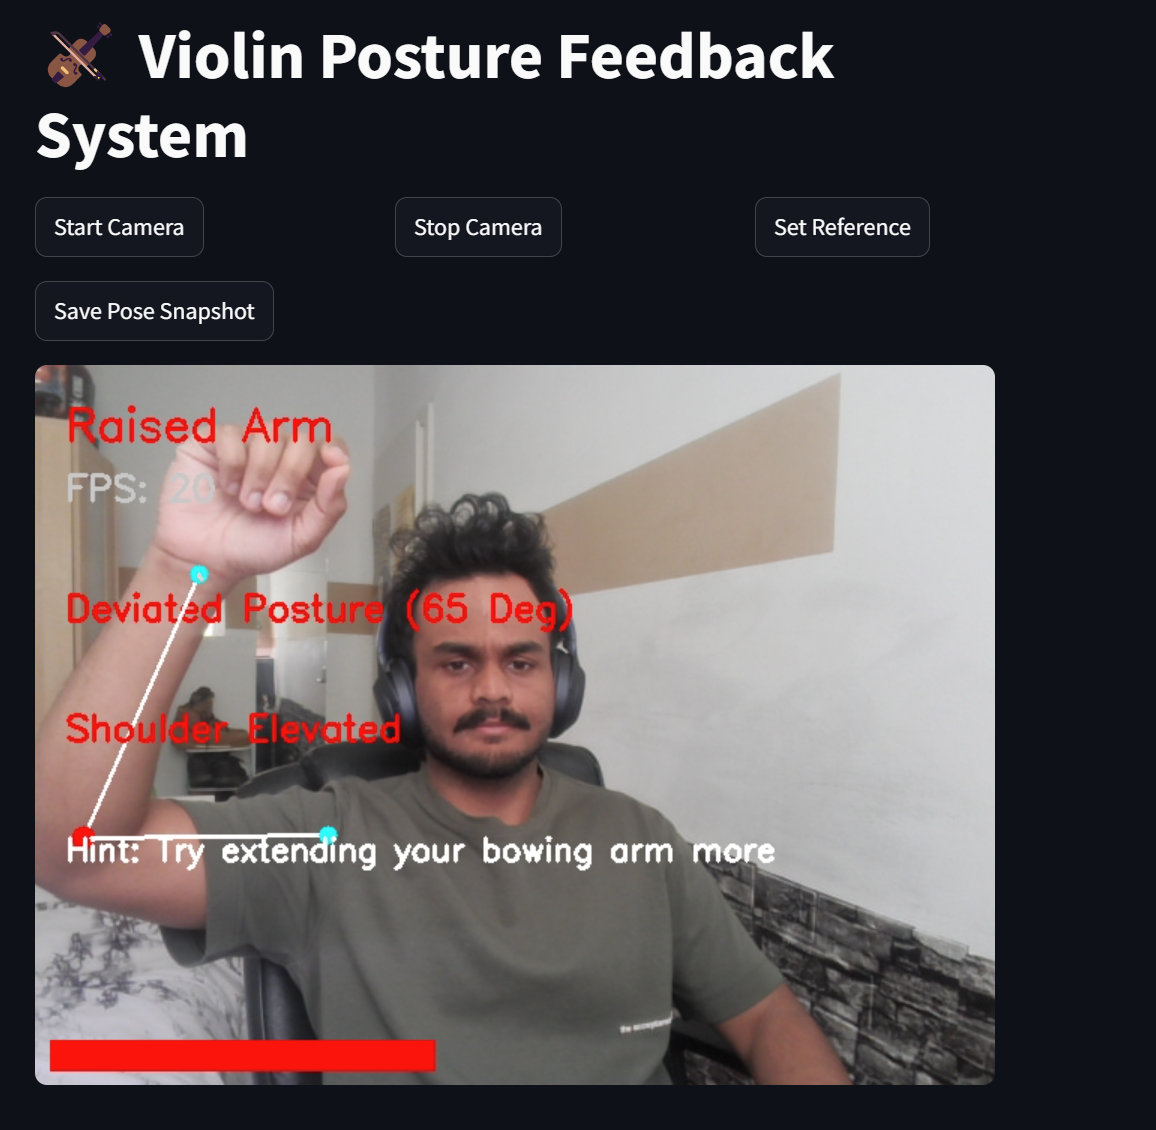 Violin Posture Feedback
System
Start Camera
Stop Camera
Set Reference
Save Pose Snapshot
Raised Arm
FPS: 20
Deviated Posture (65 Deg)
Shoulder Elevated
Hint: Try extending your bowing arm more